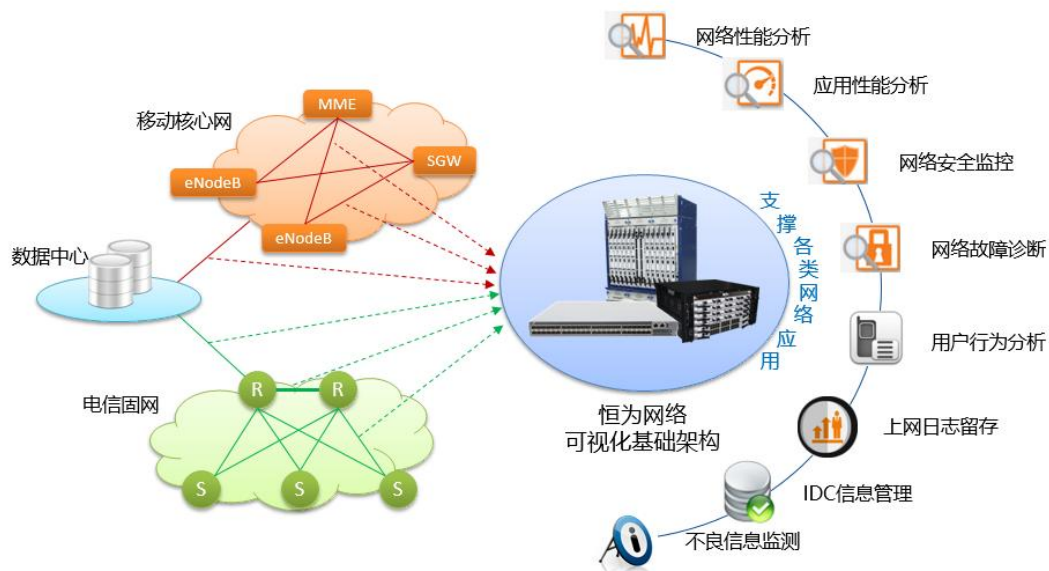 移动核心网
MME
SGW
eNodeB
eNodeB
数据中心
电信固网
R
R
S
S
S
恒为网络
可视化基础架构
支撑各类网络应用
网络性能分析
应用性能分析
网络安全监控
网络故障诊断
用户行为分析
上网日志留存
IDC信息管理
不良信息监测